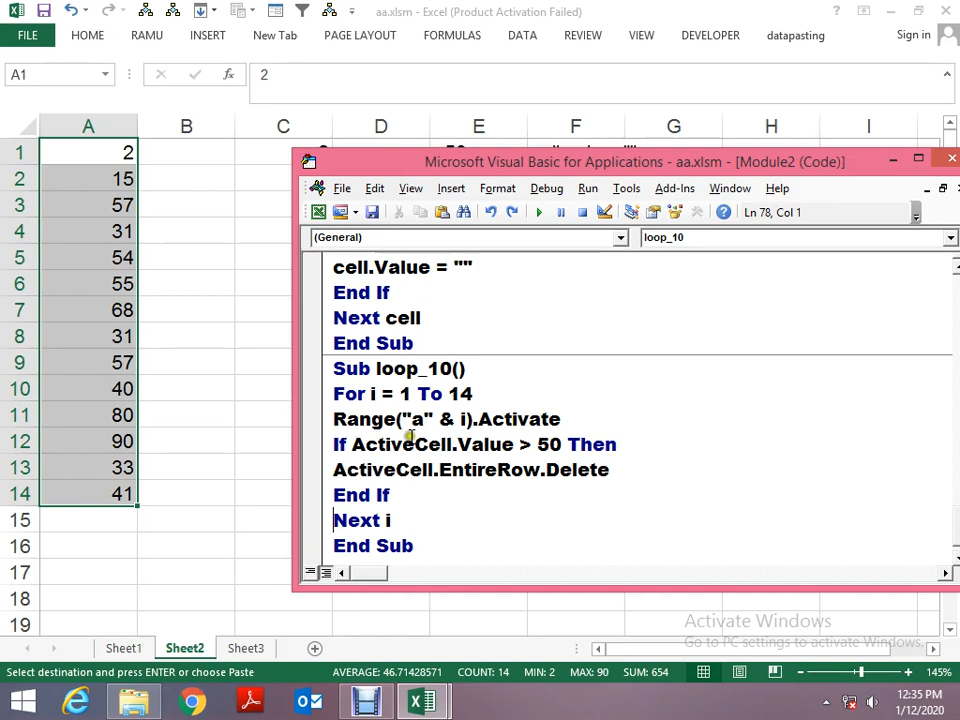 aa.xlsm - Excel (Product Activation Failed)
FILE HOME RAMU INSERT New Tab PAGE LAYOUT FORMULAS DATA REVIEW VIEW DEVELOPER datapasting Sign in
A1 fx 2
A B C D E F G H I
1 2
2 15
3 57
4 31
5 54
6 55
7 68
8 31
9 57
10 40
11 80
12 90
13 33
14 41
15
16
17
18
19
Microsoft Visual Basic for Applications - aa.xlsm - [Module2 (Code)]
File Edit View Insert Format Debug Run Tools Add-Ins Window Help
Ln 78, Col 1
(General) loop_10
cell.Value = ""
End If
Next cell
End Sub
Sub loop_10()
For i = 1 To 14
Range("a" & i).Activate
If ActiveCell.Value > 50 Then
ActiveCell.EntireRow.Delete
End If
Next i
End Sub
Activate Windows
Go to PC settings to activate Windows.
Sheet1 Sheet2 Sheet3
Select destination and press ENTER or choose Paste AVERAGE: 46.71428571 COUNT: 14 MIN: 2 MAX: 90 SUM: 654 145%
12:35 PM
1/12/2020